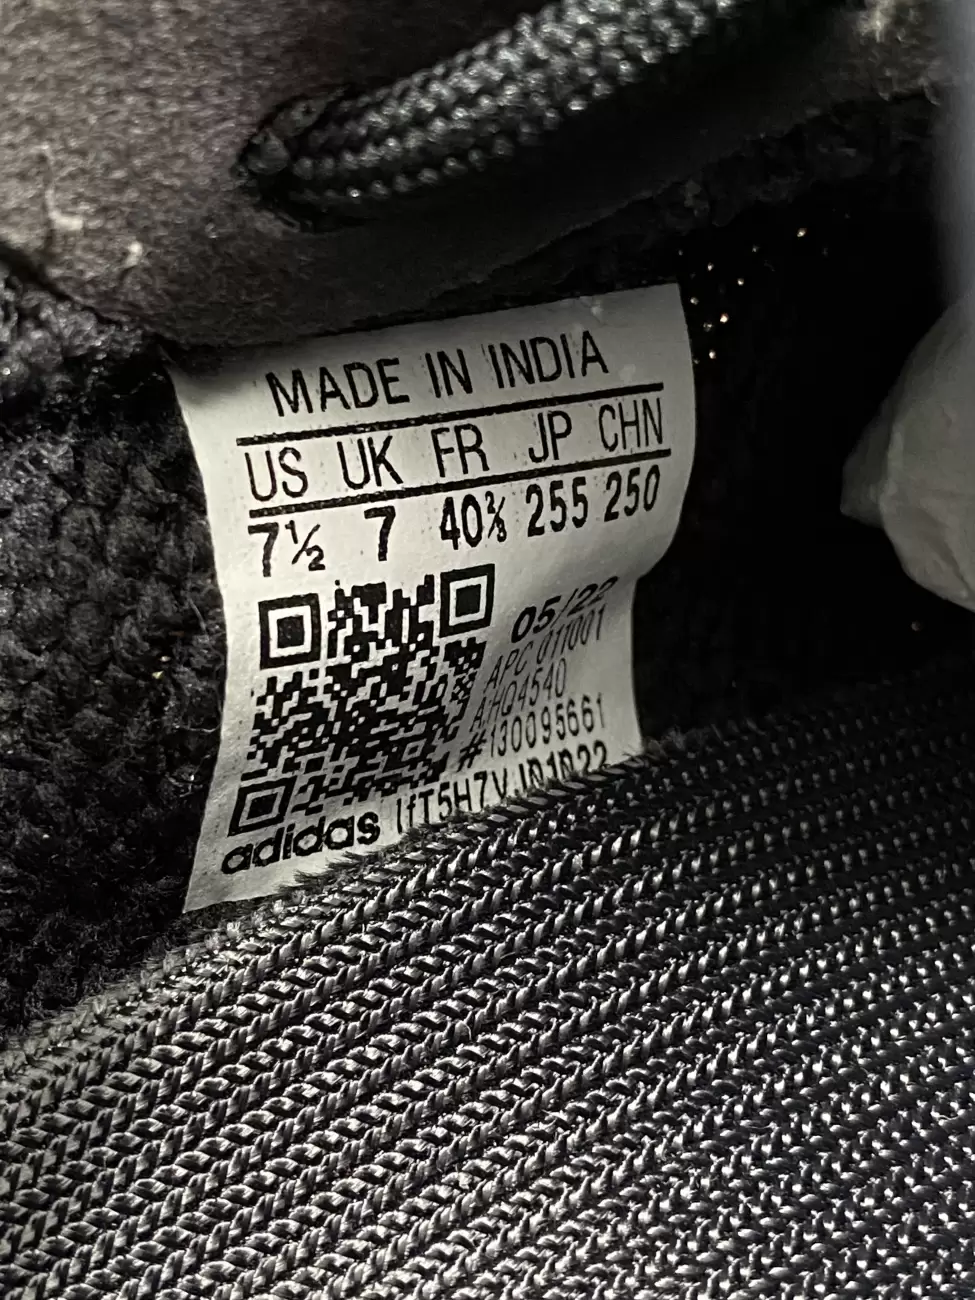 MADE IN INDIA
US UK FR JP CHN
7½ 7 40⅔ 255 250
05/22
APC 011001
HQ4540
#130095661
adidas